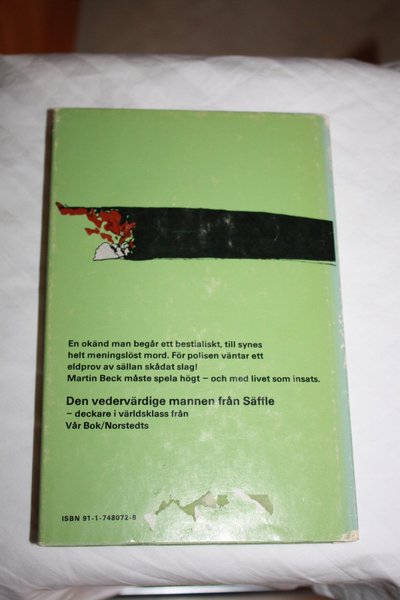 En okänd man begår ett bestialiskt, till synes
helt meningslöst mord. För polisen väntar ett
eldprov av sällan skådat slag!
Martin Beck måste spela högt – och med livet som insats.
Den vedervärdige mannen från Säffle
– deckare i världsklass från
Vår Bok/Norstedts
ISBN 91-1-748072-8